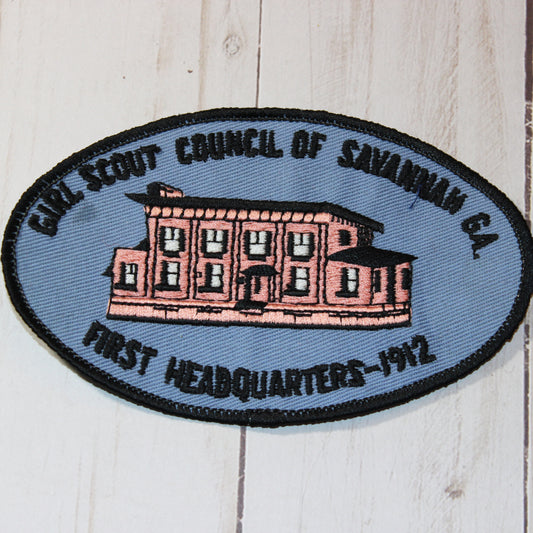 GIRL SCOUT COUNCIL OF SAVANNAH GA.
FIRST HEADQUARTERS-1912